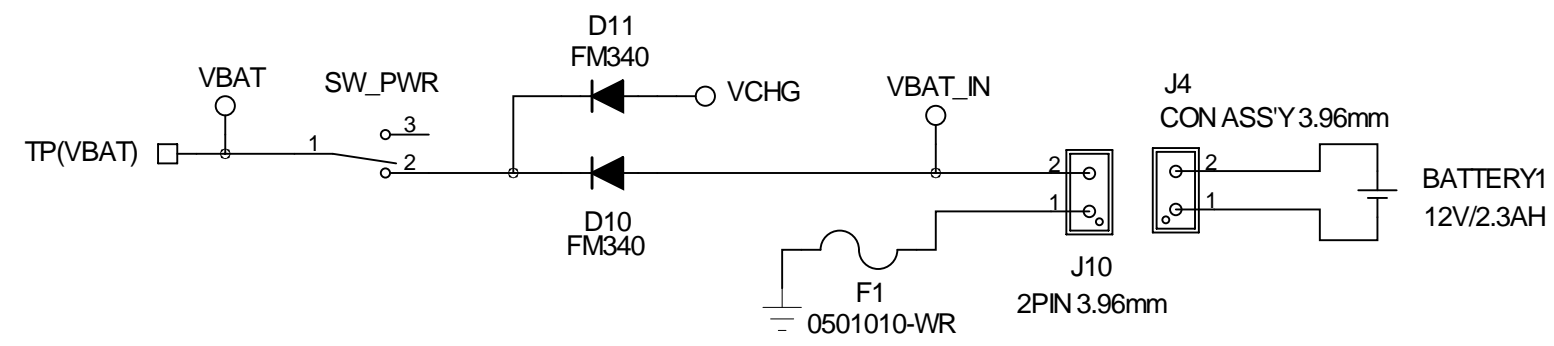 D11
FM340
VBAT
SW_PWR
VCHG
VBAT_IN
J4
CON ASS'Y 3.96mm
TP(VBAT)
1
3
2
2
1
2
1
BATTERY1
12V/2.3AH
D10
FM340
F1
0501010-WR
J10
2PIN 3.96mm